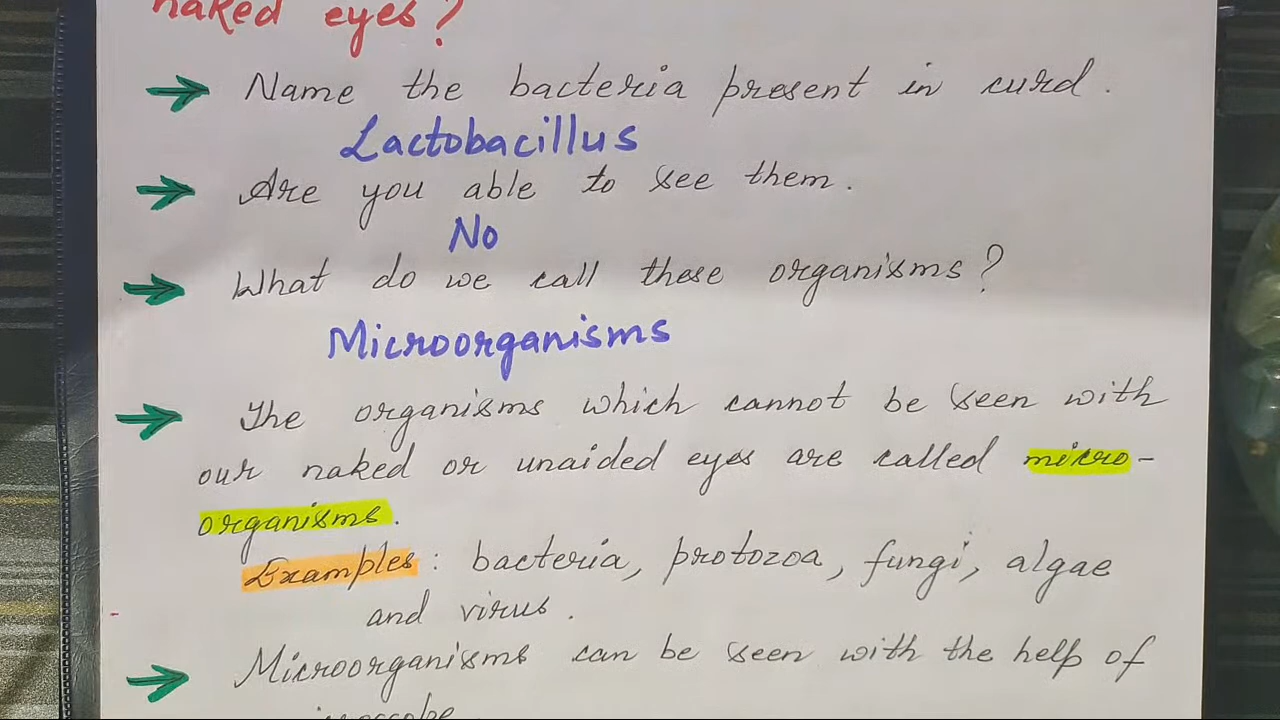 naked eyes?
Name the bacteria present in curd.
Lactobacillus
Are you able to see them.
No
What do we call these organisms?
Microorganisms
The organisms which cannot be seen with
our naked or unaided eyes are called micro-
organisms.
Examples: bacteria, protozoa, fungi, algae
and virus.
Microorganisms can be seen with the help of